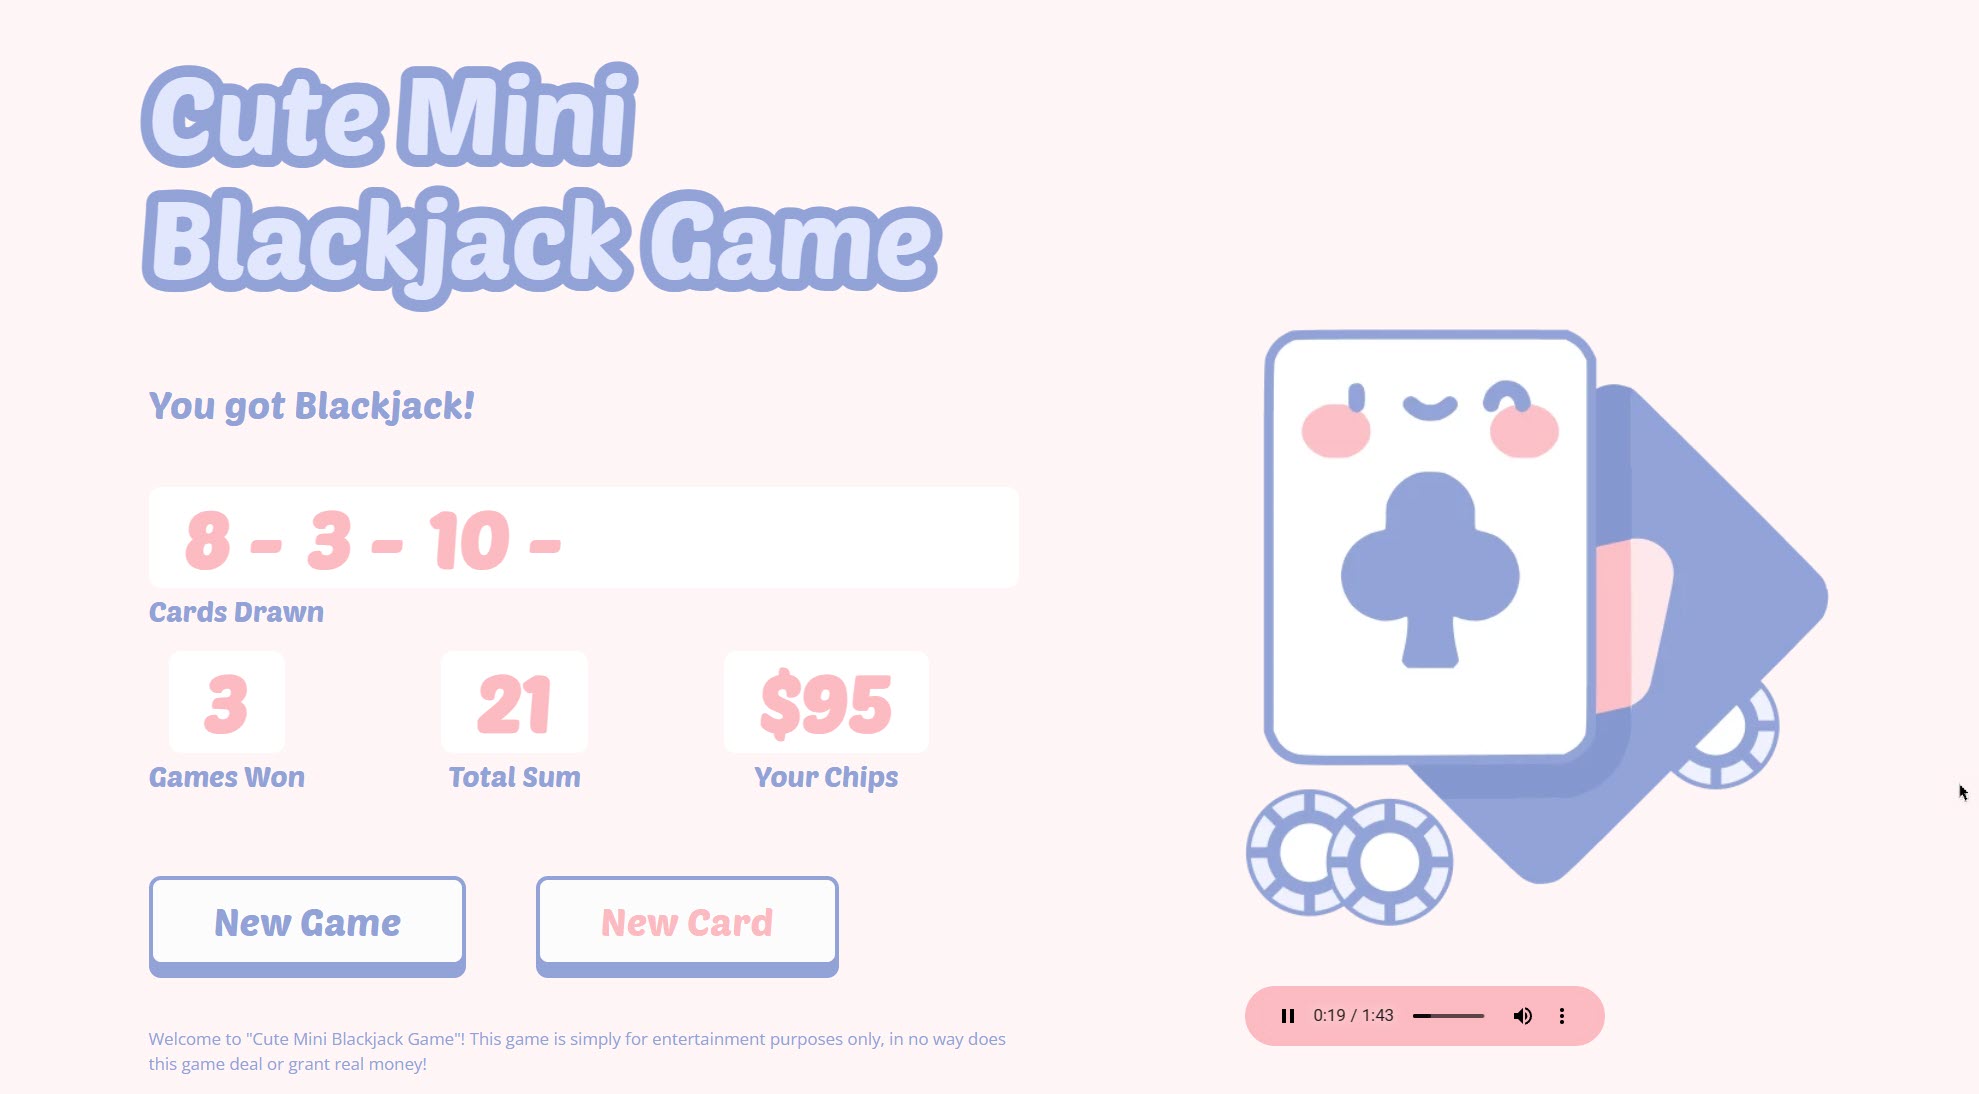 Cute Mini
Blackjack Game
You got Blackjack!
8 - 3 - 10 -
Cards Drawn
3
Games Won
21
Total Sum
$95
Your Chips
New Game
New Card
Welcome to "Cute Mini Blackjack Game"! This game is simply for entertainment purposes only, in no way does
this game deal or grant real money!
0:19 / 1:43